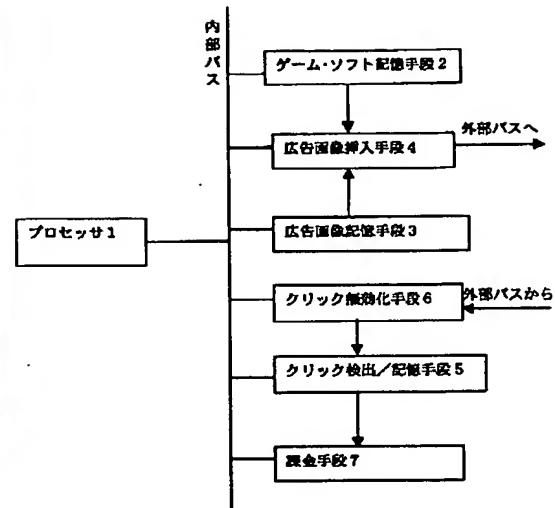 内部バス
ゲーム・ソフト記憶手段2
外部バスへ
広告画像挿入手段4
プロセッサ1
広告画像記憶手段3
クリック無効化手段6
外部バスから
クリック検出/記憶手段5
課金手段7